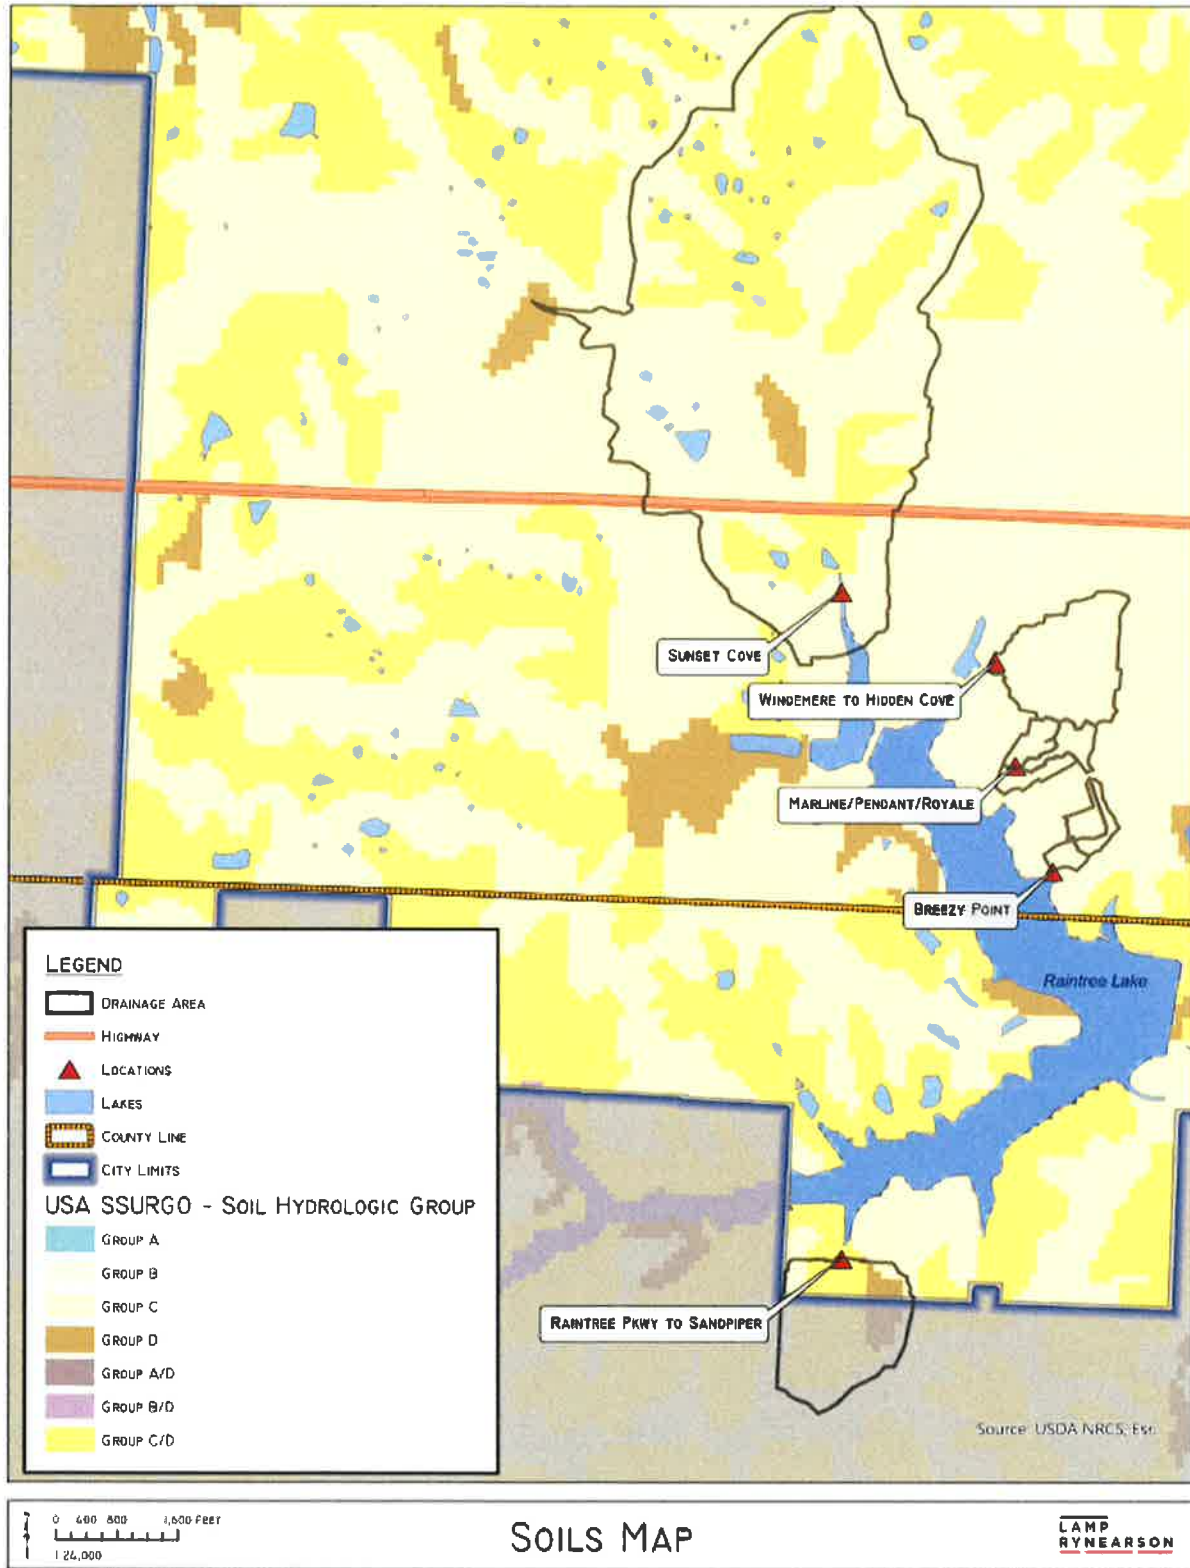 SUNSET COVE
WINDEMERE TO HIDDEN COVE
MARLINE/PENDANT/ROYALE
BREEZY POINT
Raintree Lake
RAINTREE PKWY TO SANDPIPER
LEGEND
DRAINAGE AREA
HIGHWAY
LOCATIONS
LAKES
COUNTY LINE
CITY LIMITS
USA SSURGO - SOIL HYDROLOGIC GROUP
GROUP A
GROUP B
GROUP C
GROUP D
GROUP A/D
GROUP B/D
GROUP C/D
Source: USDA NRCS, Esri
0 400 800 1,600 FEET
1:24,000
SOILS MAP
LAMP
RYNEARSON